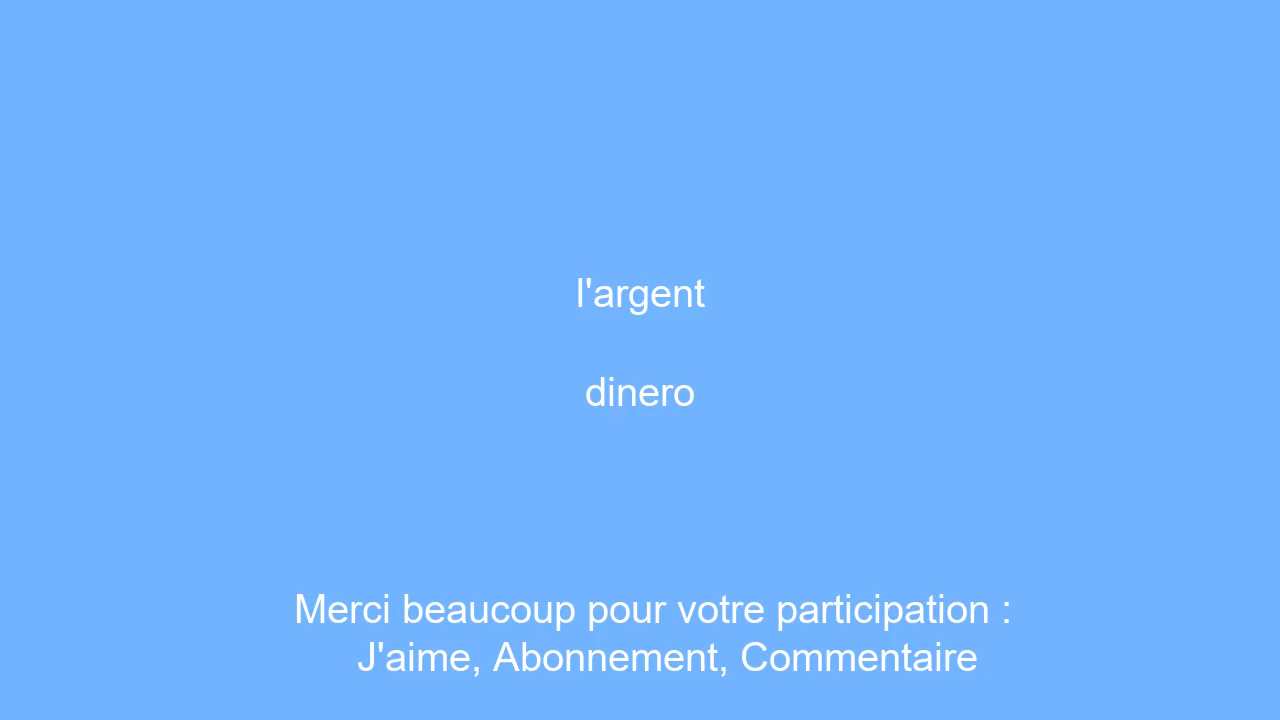 l'argent
dinero
Merci beaucoup pour votre participation :
J'aime, Abonnement, Commentaire